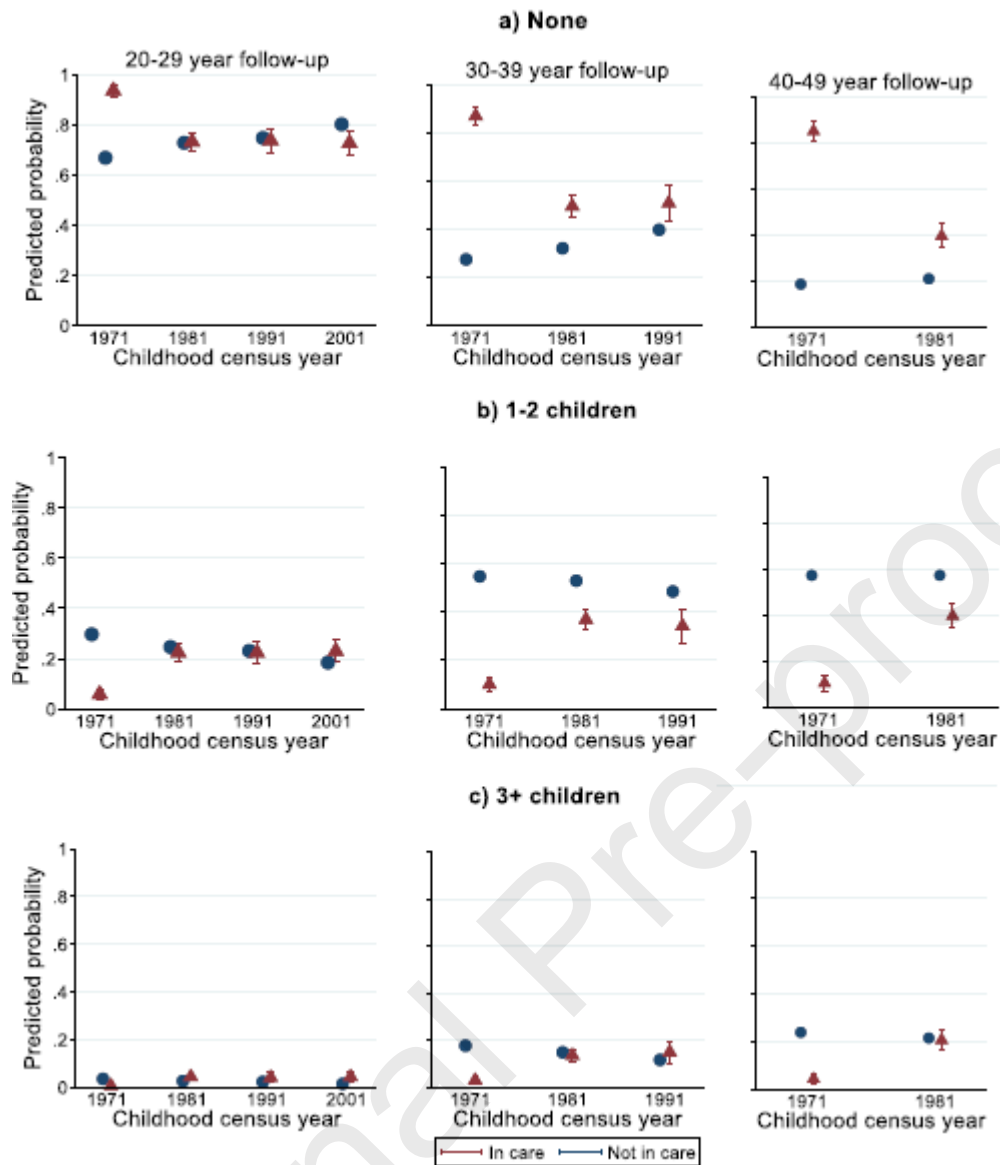 a) None
20-29 year follow-up
30-39 year follow-up
40-49 year follow-up
Predicted probability
1
.8
.6
.4
.2
0
1971 1981 1991 2001
Childhood census year
1971 1981 1991
Childhood census year
1971 1981
Childhood census year
b) 1-2 children
Predicted probability
1
.8
.6
.4
.2
0
1971 1981 1991 2001
Childhood census year
1971 1981 1991
Childhood census year
1971 1981
Childhood census year
c) 3+ children
Predicted probability
1
.8
.6
.4
.2
0
1971 1981 1991 2001
Childhood census year
1971 1981 1991
Childhood census year
1971 1981
Childhood census year
In care Not in care
nal Pre-proo